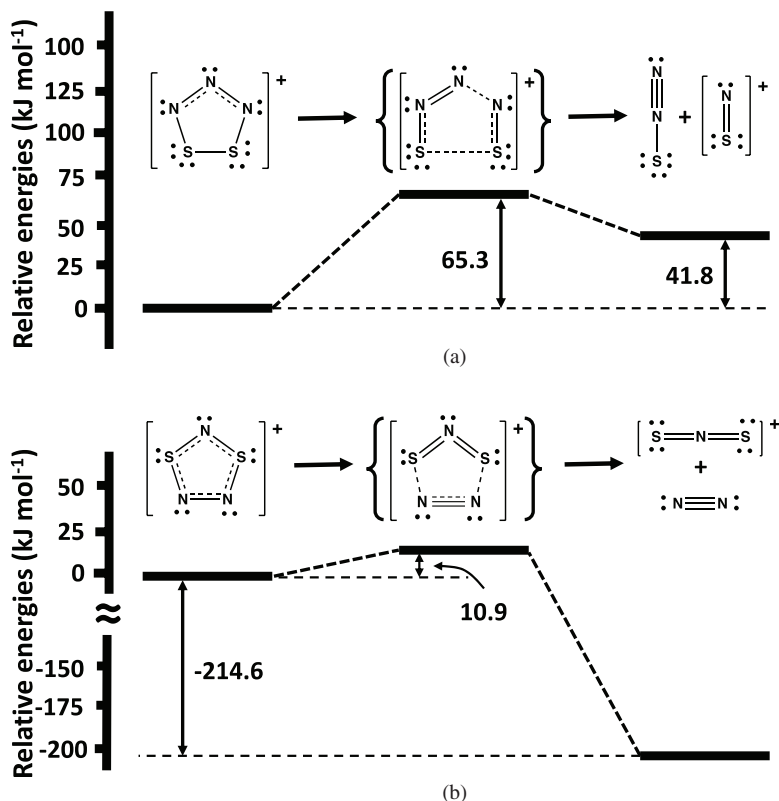 Relative energies (kJ mol-1)
100
125
100
75
50
25
0
N
N
N
S
S
+
N
N
N
S
S
+
N
N
S
+
N
S
+
65.3
41.8
(a)
Relative energies (kJ mol-1)
50
25
0
≈
-150
-175
-200
N
S
S
N
N
+
N
S
S
N
N
+
S
N
S
+
+
N
N
10.9
-214.6
(b)